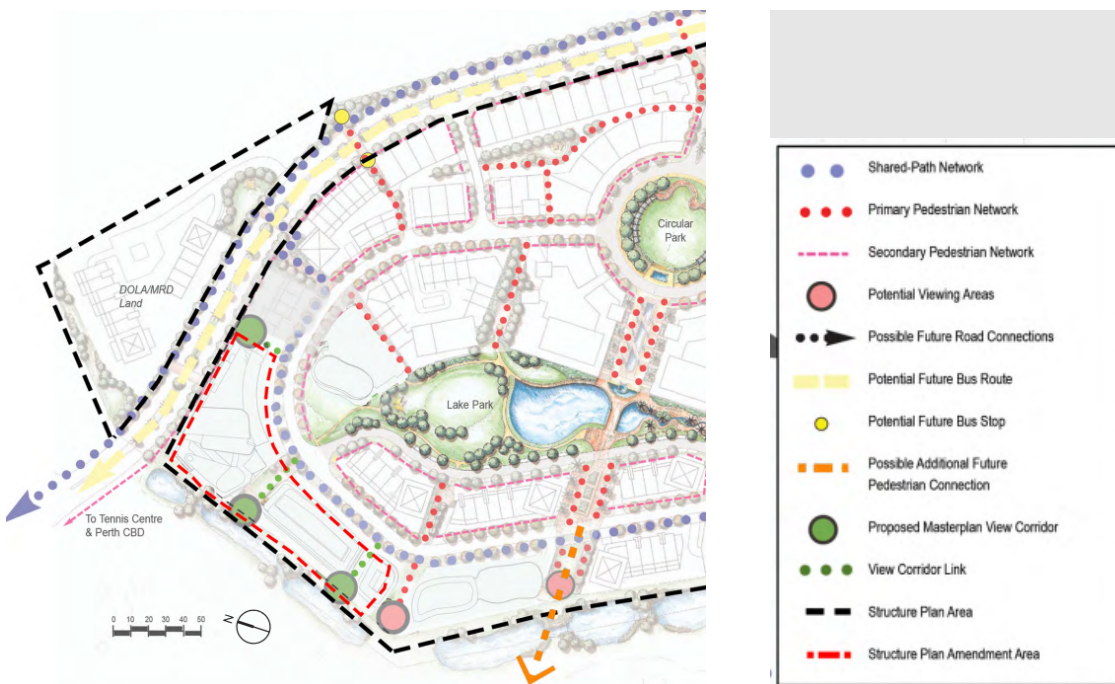 Circular
Park
DOLA/MRD
Land
Lake Park
To Tennis Centre
& Perth CBD
0 10 20 30 40 50
N
Shared-Path Network
Primary Pedestrian Network
Secondary Pedestrian Network
Potential Viewing Areas
Possible Future Road Connections
Potential Future Bus Route
Potential Future Bus Stop
Possible Additional Future
Pedestrian Connection
Proposed Masterplan View Corridor
View Corridor Link
Structure Plan Area
Structure Plan Amendment Area